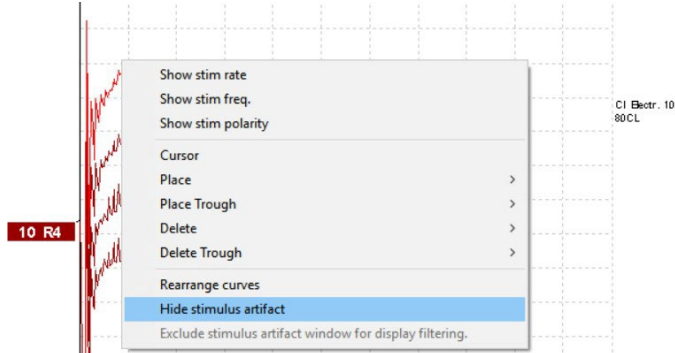 Show stim rate
Show stim freq.
Show stim polarity
CI Electr. 10
80CL
Cursor
Place
Place Trough
Delete
10 R4
Delete Trough
Rearrange curves
Hide stimulus artifact
Exclude stimulus artifact window for display filtering.